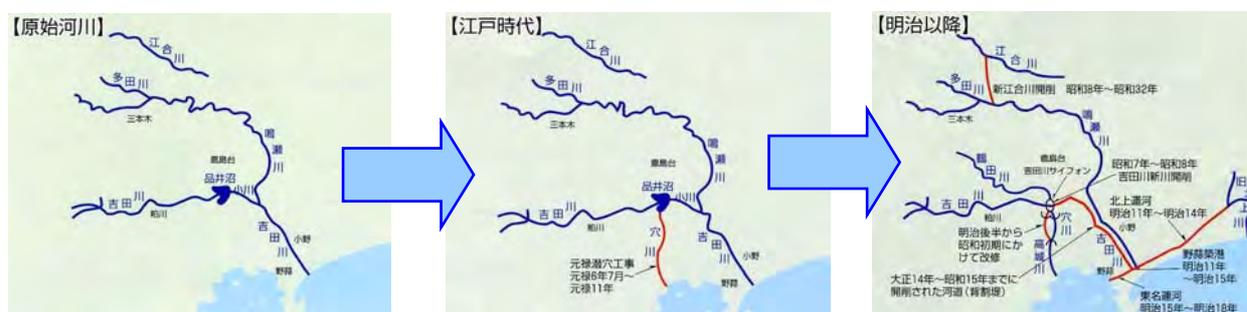 【原始河川】
江合川
多田川
三本木
鳴瀬川
鹿島台
品井沼
小川
吉田川
粕川
吉田川
小野
野蒜
【江戸時代】
江合川
多田川
三本木
鳴瀬川
鹿島台
品井沼
小川
吉田川
粕川
穴川
吉田川
小野
野蒜
元禄潜穴工事
元禄6年7月～
元禄11年
【明治以降】
江合川
多田川
新江合川開削 昭和8年～昭和32年
三本木
鳴瀬川
鶴田川
鹿島台
吉田川サイフォン
昭和7年～昭和8年
吉田川新川開削
吉田川
粕川
穴川
高城川
小野
北上運河
明治11年～明治14年
明治後半から
昭和初期にか
けて改修
吉田川
野蒜
野蒜築港
明治11年
～明治15年
大正14年～昭和15年までに
開削された河道（背割堤）
東名運河
明治15年～明治18年